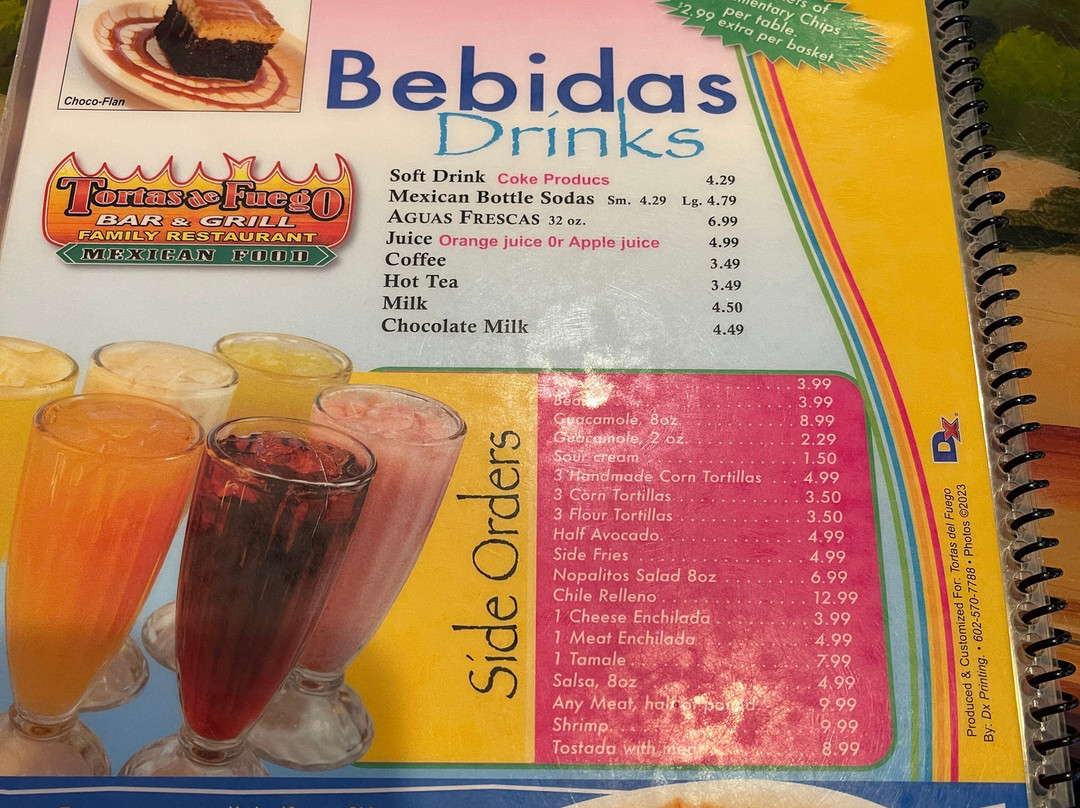 Choco-Flan
mentary Chips
per table.
$2.99 extra per basket
Bebidas
Drinks
Tortas de Fuego
BAR & GRILL
FAMILY RESTAURANT
MEXICAN FOOD
Soft Drink Coke Producs 4.29
Mexican Bottle Sodas Sm. 4.29 Lg. 4.79
AGUAS FRESCAS 32 oz. 6.99
Juice Orange juice 0r Apple juice 4.99
Coffee 3.49
Hot Tea 3.49
Milk 4.50
Chocolate Milk 4.49
Side Orders
3.99
3.99
Guacamole, 8oz 8.99
Guacamole, 2 oz 2.29
Sour cream 1.50
3 Handmade Corn Tortillas 4.99
3 Corn Tortillas 3.50
3 Flour Tortillas 3.50
Half Avocado. 4.99
Side Fries 4.99
Nopalitos Salad 8oz 6.99
Chile Relleno 12.99
1 Cheese Enchilada 3.99
1 Meat Enchilada 4.99
1 Tamale 7.99
Salsa, 8oz 4.99
Any Meat, half a pound 9.99
Shrimp 9.99
Tostada with meat 8.99
Dx
Produced & Customized For: Tortas del Fuego
By: Dx Printing. • 602-570-7788 • Photos ©2023